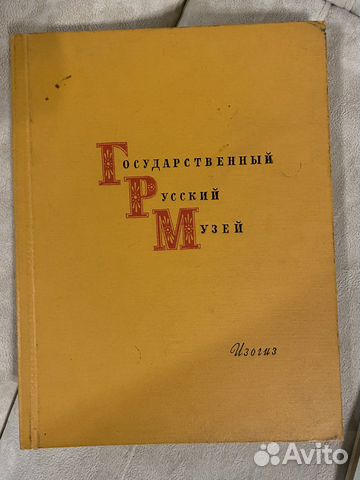 Государственный
Русский
Музей
Изогиз
Avito